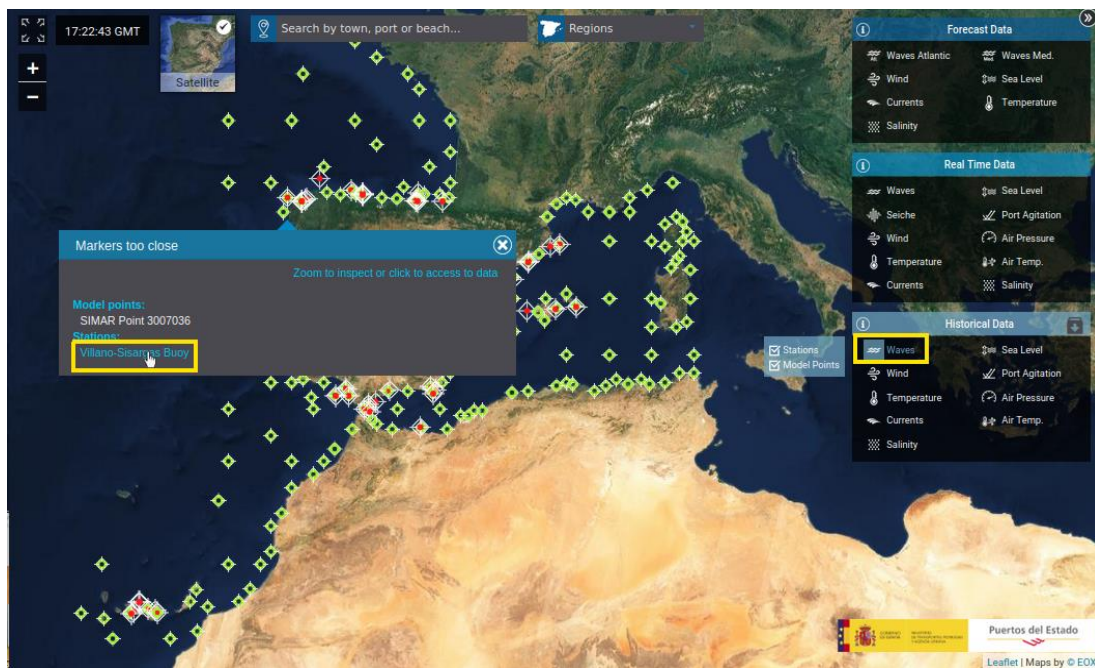 17:22:43 GMT
Satellite
Search by town, port or beach...
Regions
+
−
Markers too close
Zoom to inspect or click to access to data
Model points:
SIMAR Point 3007036
Stations:
Villano-Sisargas Buoy
Forecast Data
Waves Atlantic
Waves Med.
Wind
Sea Level
Currents
Temperature
Salinity
Real Time Data
Waves
Sea Level
Seiche
Port Agitation
Wind
Air Pressure
Temperature
Air Temp.
Currents
Salinity
Historical Data
Stations
Model Points
Waves
Sea Level
Wind
Port Agitation
Temperature
Air Pressure
Currents
Air Temp.
Salinity
Puertos del Estado
Leaflet | Maps by © EOX